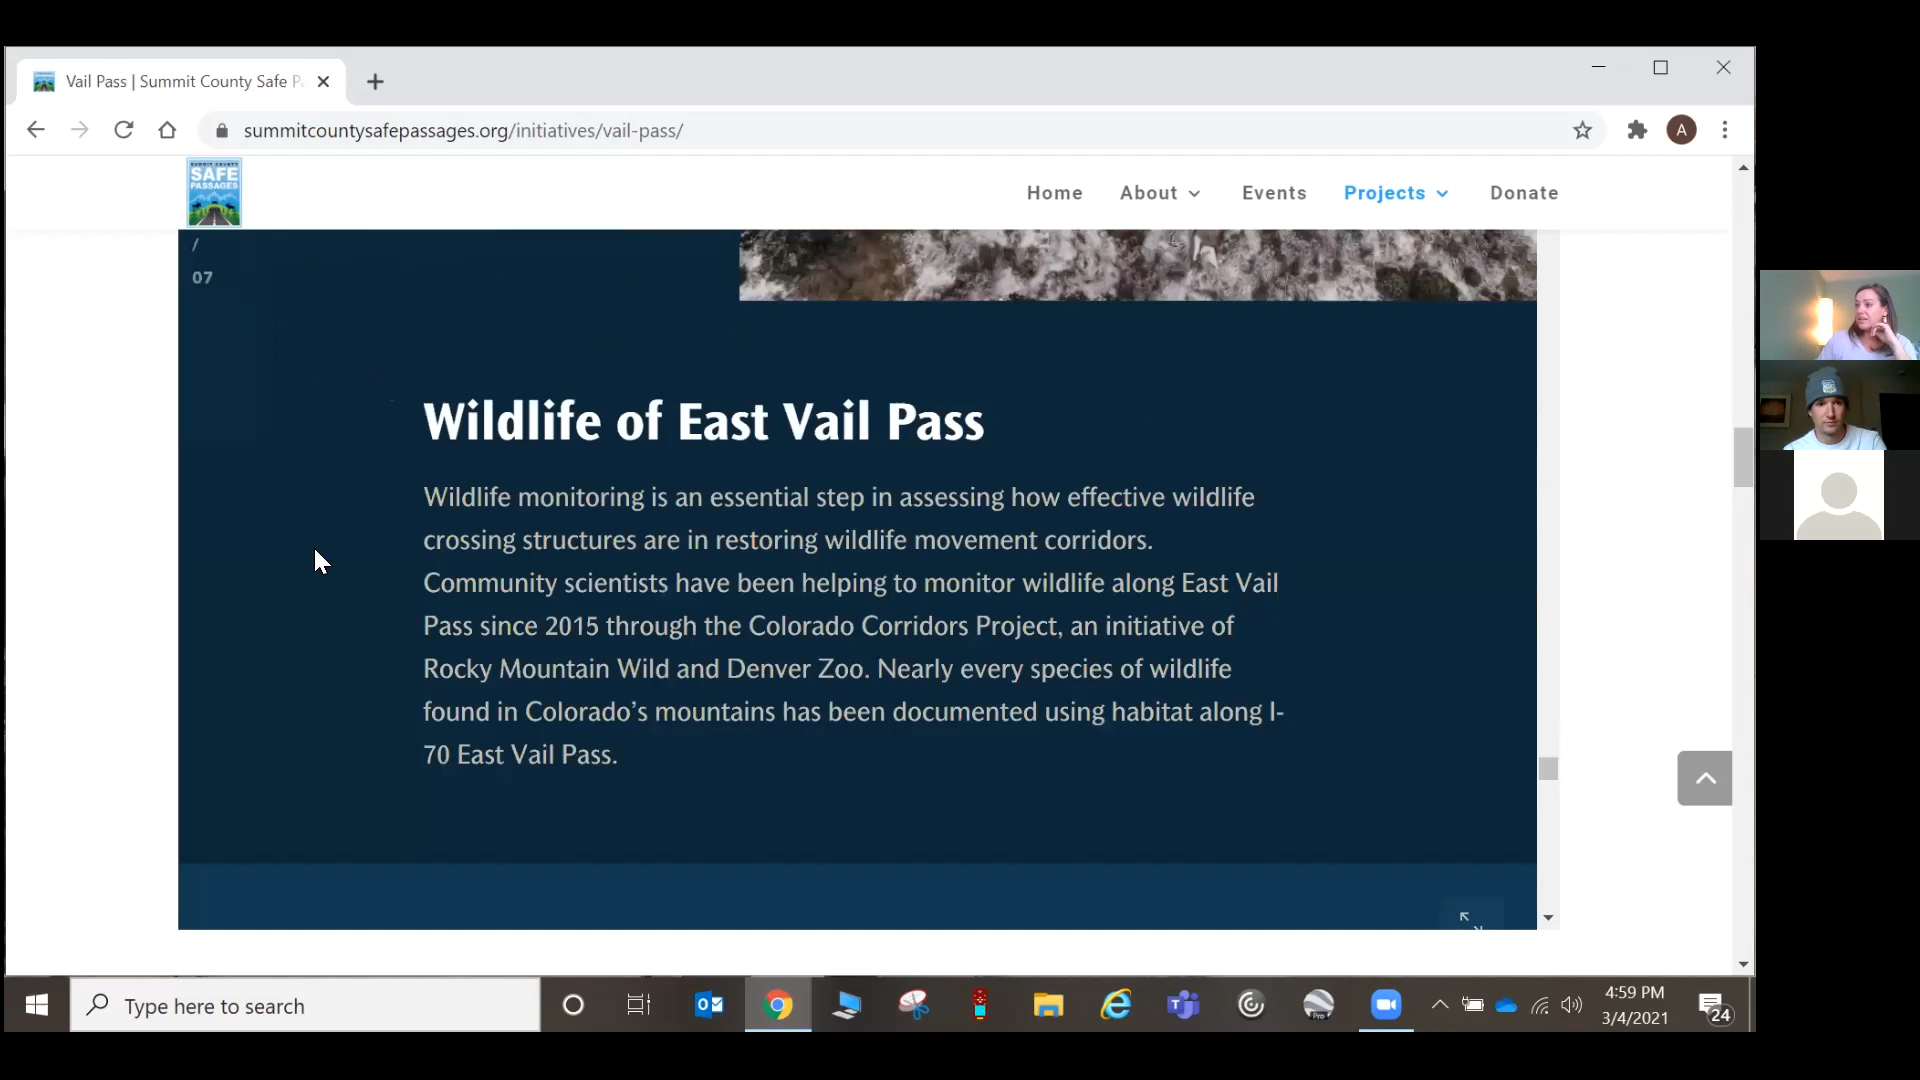 Vail Pass | Summit County Safe P
summitcountysafepassages.org/initiatives/vail-pass/
A
SUMMIT COUNTY
SAFE
PASSAGES
Home About Events Projects Donate
/
07
Wildlife of East Vail Pass
Wildlife monitoring is an essential step in assessing how effective wildlife
crossing structures are in restoring wildlife movement corridors.
Community scientists have been helping to monitor wildlife along East Vail
Pass since 2015 through the Colorado Corridors Project, an initiative of
Rocky Mountain Wild and Denver Zoo. Nearly every species of wildlife
found in Colorado’s mountains has been documented using habitat along I-
70 East Vail Pass.
Type here to search
Pro
4:59 PM
3/4/2021
24